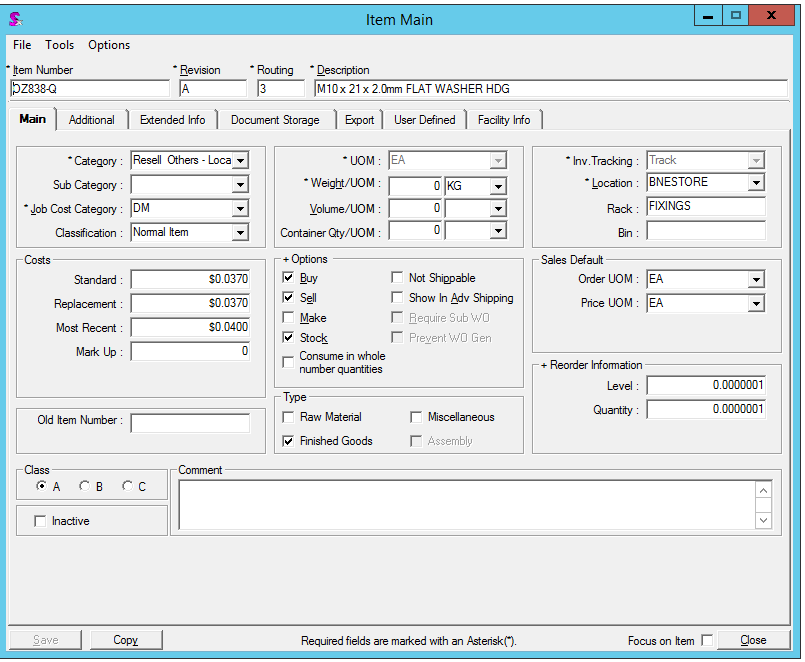 Item Main
File Tools Options
* Item Number * Revision * Routing * Description
A 3 M10 x 21 x 2.0mm FLAT WASHER HDG
Main Additional Extended Info Document Storage Export User Defined Facility Info
* Category : Resell Others - Loca
Sub Category :
* Job Cost Category : DM
Classification : Normal Item
* UOM : EA
* Weight/UOM : 0 KG
Volume/UOM : 0
Container Qty/UOM : 0
* Inv.Tracking : Track
* Location : BNESTORE
Rack : FIXINGS
Bin :
Costs
Standard : $0.0370
Replacement : $0.0370
Most Recent : $0.0400
Mark Up : 0
+ Options
Buy Not Shippable
Sell Show In Adv Shipping
Make Require Sub WO
Stock Prevent WO Gen
Consume in whole
number quantities
Sales Default
Order UOM : EA
Price UOM : EA
+ Reorder Information
Level : 0.0000001
Quantity : 0.0000001
Old Item Number :
Type
Raw Material Miscellaneous
Finished Goods Assembly
Class
A B C
Inactive
Comment
Save Copy Required fields are marked with an Asterisk(*). Focus on Item Close